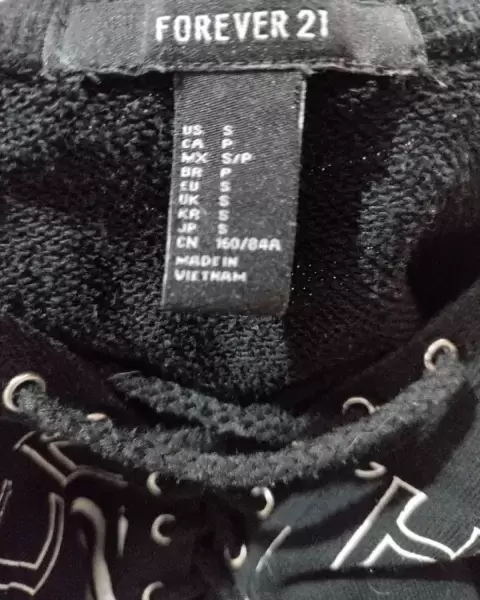 FOREVER 21
US S
CA P
MX S/P
BR P
EU S
UK S
KR S
JP S
CN 160/84A
MADE IN
VIETNAM